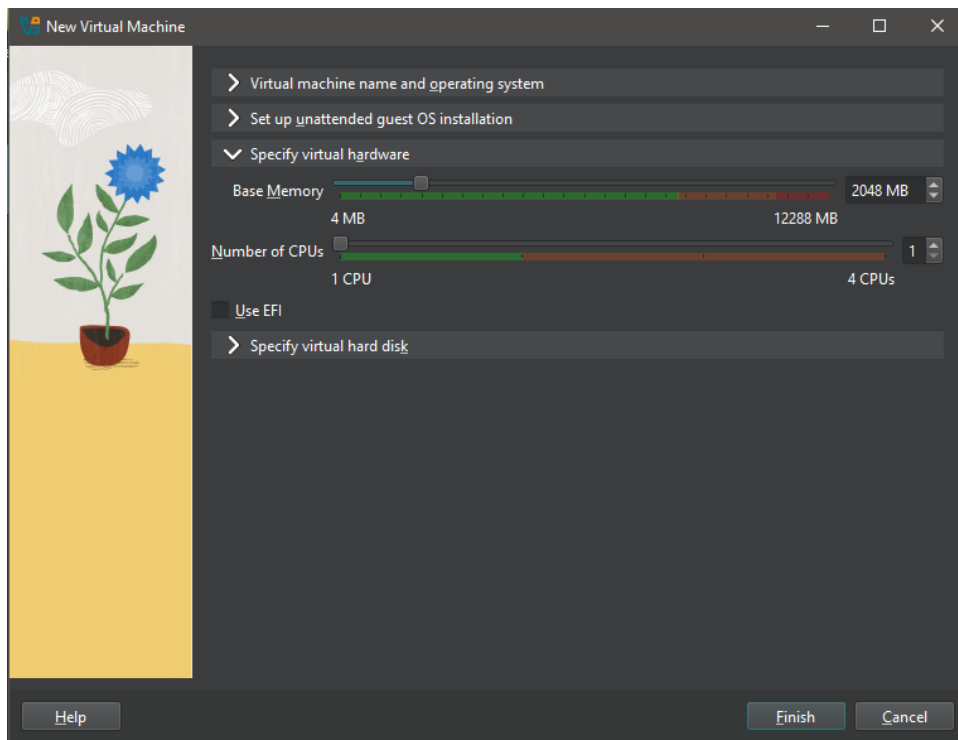 New Virtual Machine
Virtual machine name and operating system
Set up unattended guest OS installation
Specify virtual hardware
Base Memory
2048 MB
4 MB
12288 MB
Number of CPUs
1
1 CPU
4 CPUs
Use EFI
Specify virtual hard disk
Help
Finish
Cancel